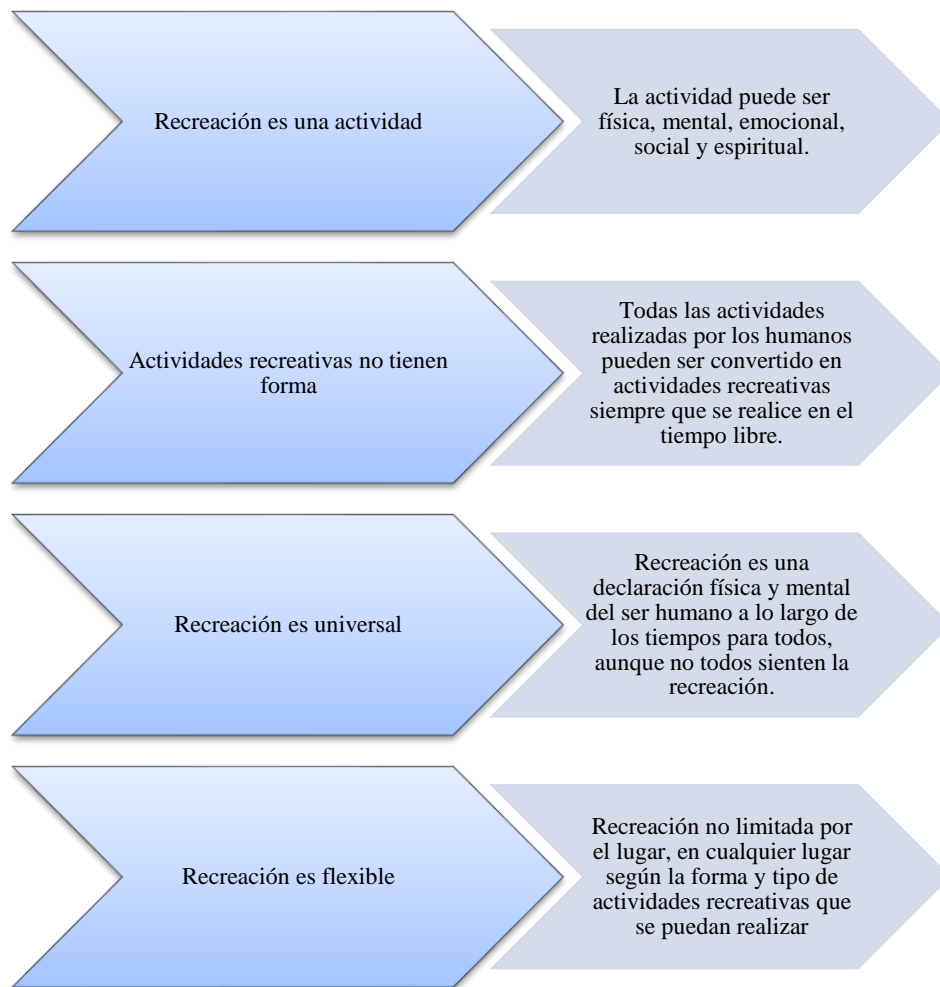 Recreación es una actividad
La actividad puede ser
física, mental, emocional,
social y espiritual.
Actividades recreativas no tienen
forma
Todas las actividades
realizadas por los humanos
pueden ser convertido en
actividades recreativas
siempre que se realice en el
tiempo libre.
Recreación es universal
Recreación es una
declaración física y mental
del ser humano a lo largo de
los tiempos para todos,
aunque no todos sienten la
recreación.
Recreación es flexible
Recreación no limitada por
el lugar, en cualquier lugar
según la forma y tipo de
actividades recreativas que
se puedan realizar